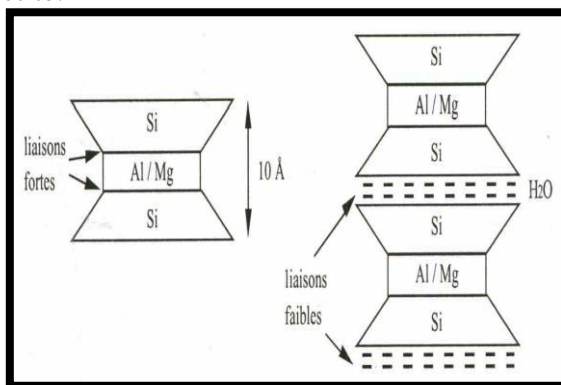 Si
Al / Mg
Si
liaisons
fortes
10 Å
Si
Al / Mg
Si
H2O
Si
Al / Mg
Si
liaisons
faibles